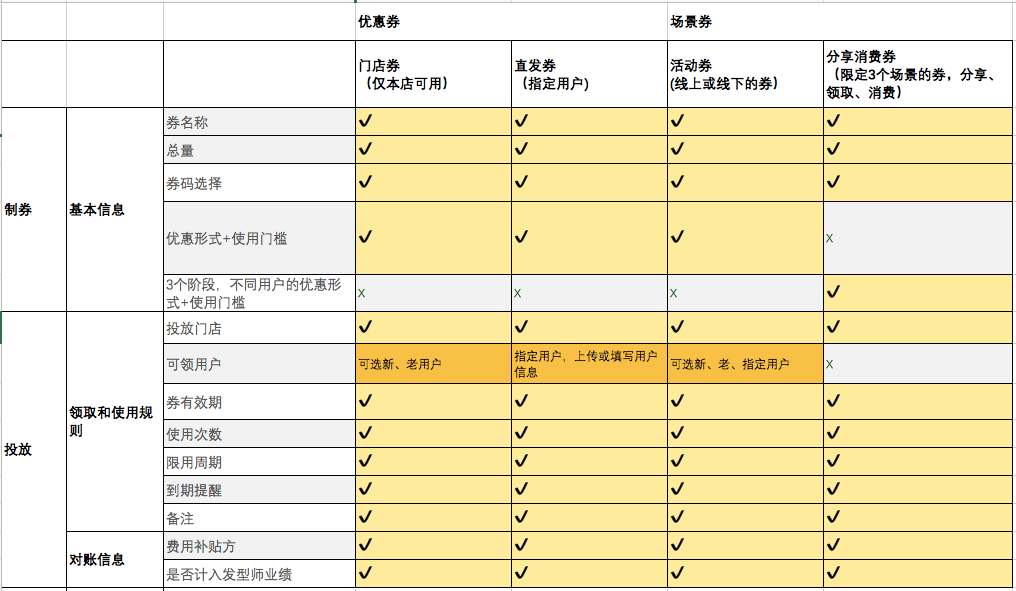 优惠券 场景券
门店券
（仅本店可用） 直发券
（指定用户) 活动券
(线上或线下的券） 分享消费券
（限定3个场景的券，分享、
领取、消费）
制券 基本信息 券名称 ✔ ✔ ✔ ✔
总量 ✔ ✔ ✔ ✔
券码选择 ✔ ✔ ✔ ✔
优惠形式+使用门槛 ✔ ✔ ✔ X
3个阶段，不同用户的优惠形
式+使用门槛 X X X ✔
投放 领取和使用规
则 投放门店 ✔ ✔ ✔ ✔
可领用户 可选新、老用户 指定用户，上传或填写用户
信息 可选新、老、指定用户 X
券有效期 ✔ ✔ ✔ ✔
使用次数 ✔ ✔ ✔ ✔
限用周期 ✔ ✔ ✔ ✔
到期提醒 ✔ ✔ ✔ ✔
备注 ✔ ✔ ✔ ✔
对账信息 费用补贴方 ✔ ✔ ✔ ✔
是否计入发型师业绩 ✔ ✔ ✔ ✔